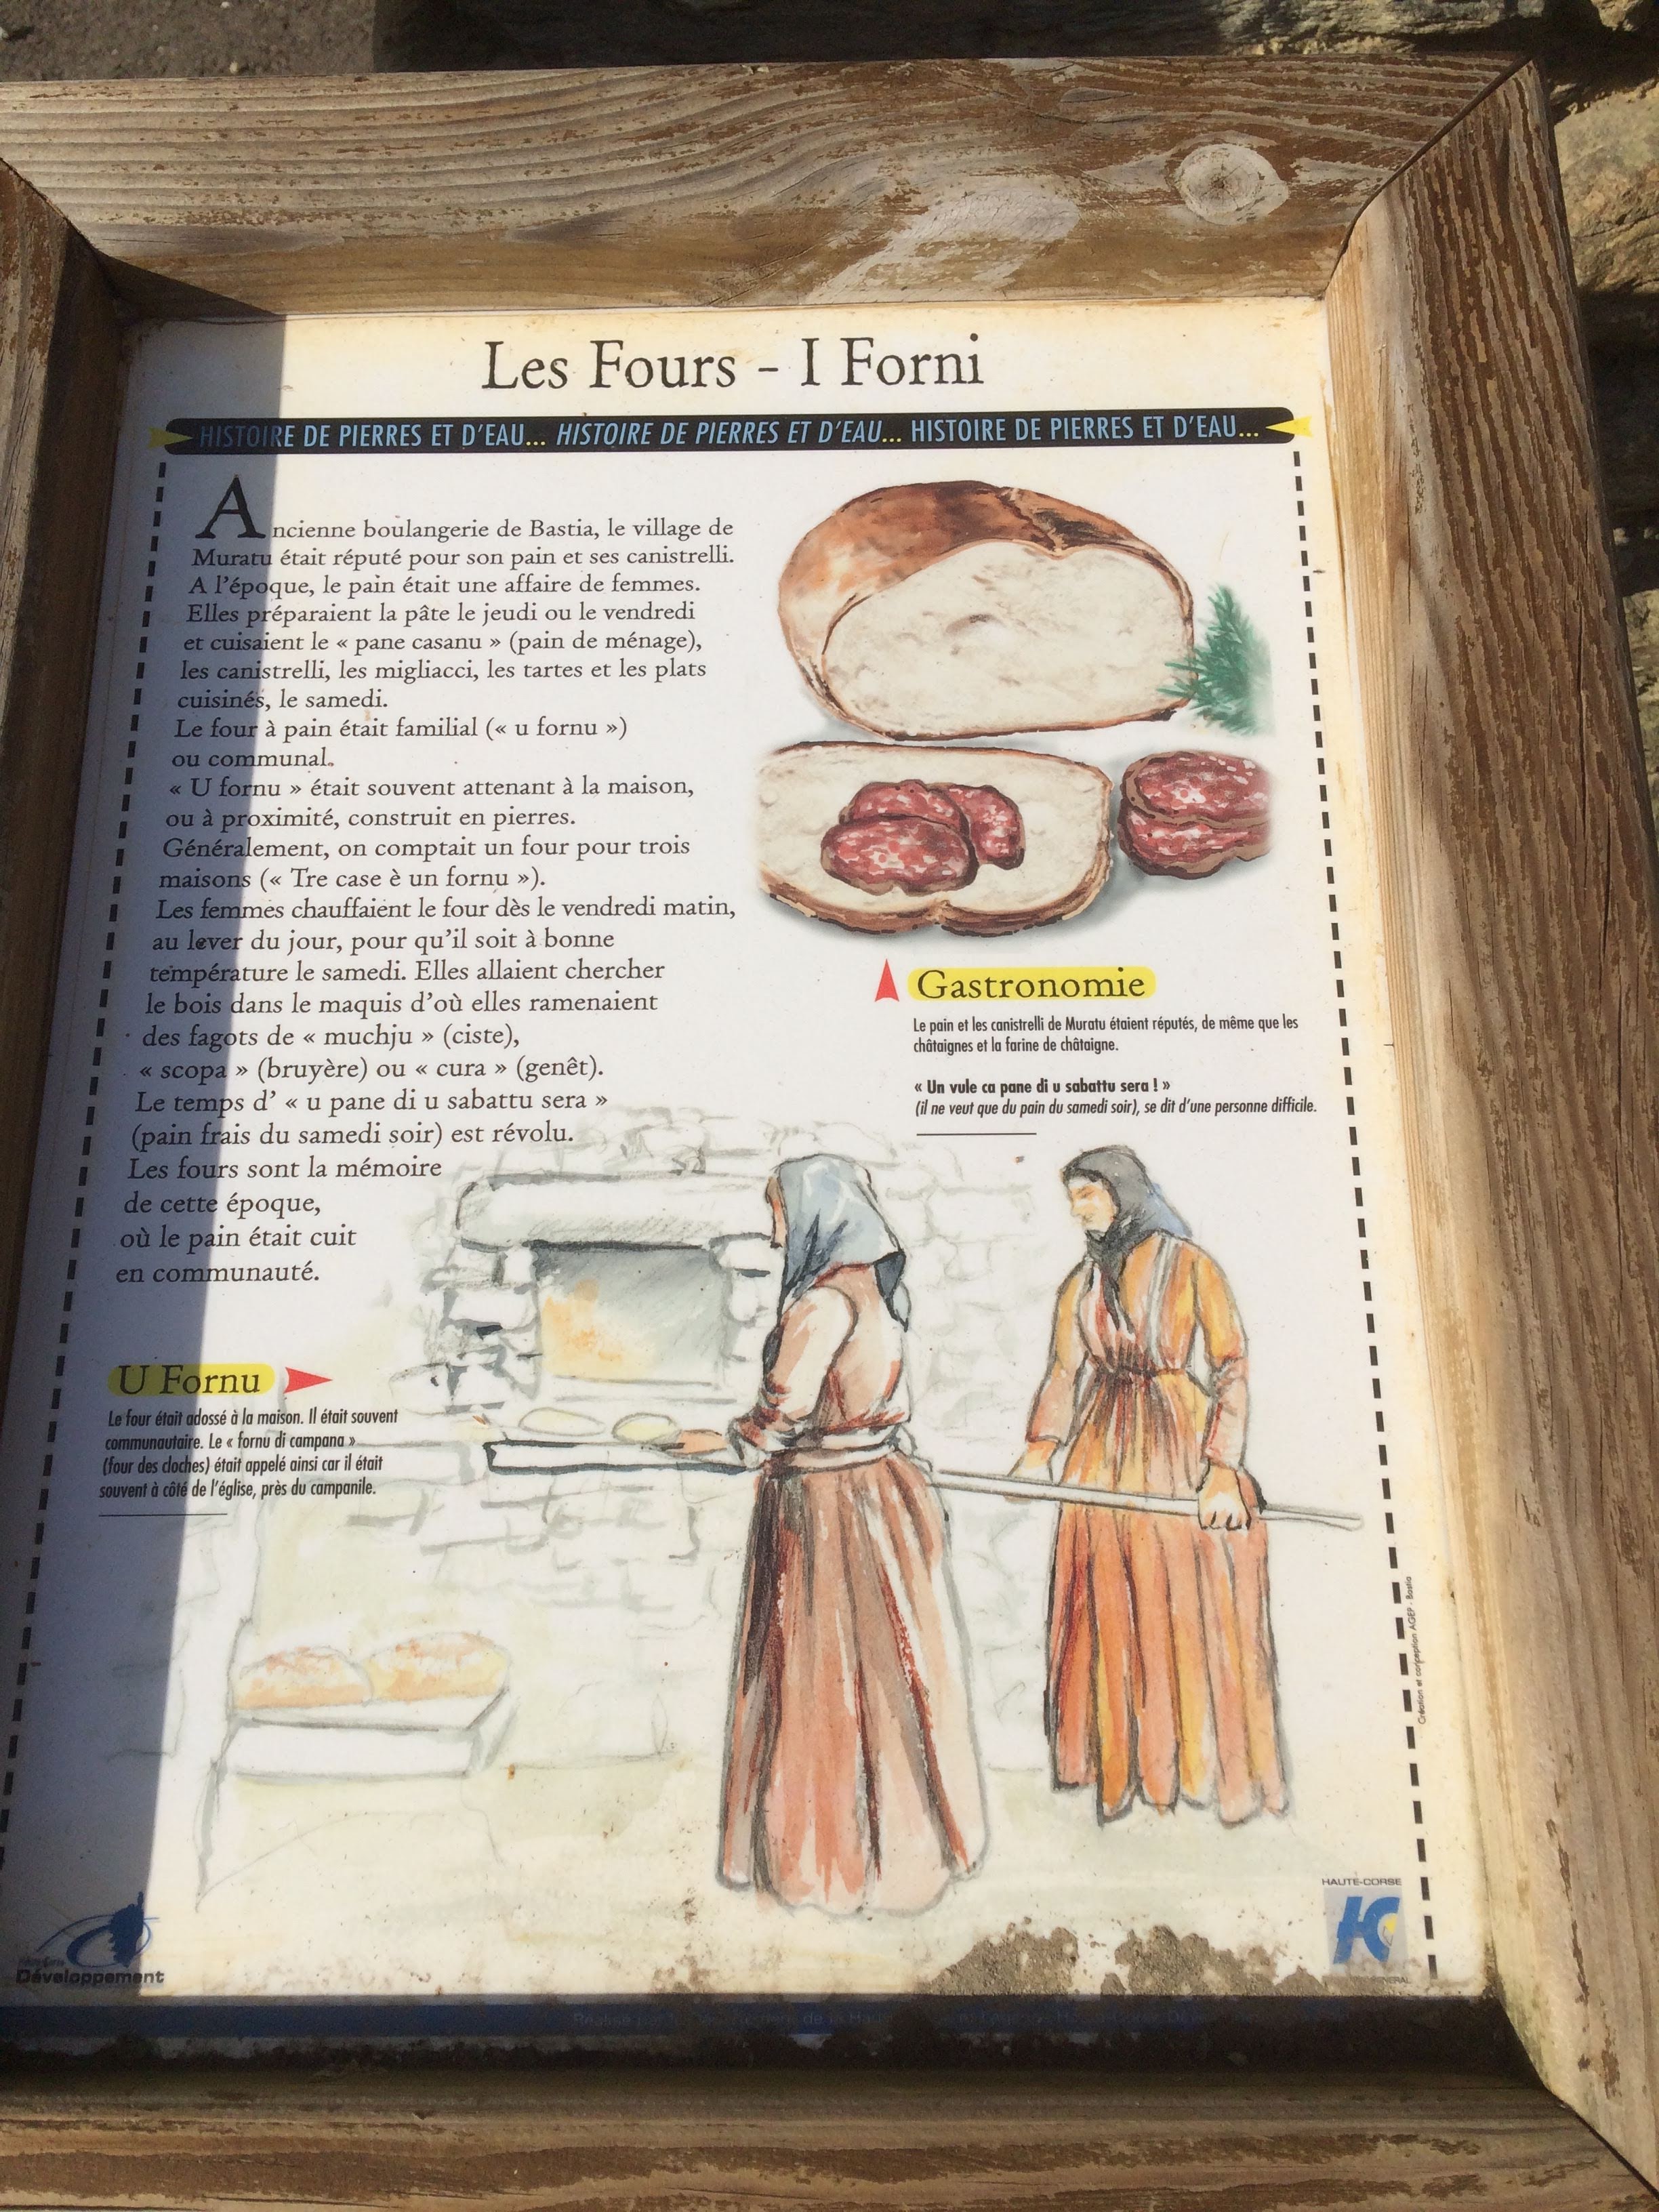 Les Fours - I Forni
HISTOIRE DE PIERRES ET D'EAU... HISTOIRE DE PIERRES ET D'EAU... HISTOIRE DE PIERRES ET D'EAU...
Ancienne boulangerie de Bastia, le village de
Muratu était réputé pour son pain et ses canistrelli.
A l'époque, le pain était une affaire de femmes.
Elles préparaient la pâte le jeudi ou le vendredi
et cuisaient le « pane casanu » (pain de ménage),
les canistrelli, les migliacci, les tartes et les plats
cuisinés, le samedi.
Le four à pain était familial (« u fornu »)
ou communal.
« U fornu » était souvent attenant à la maison,
ou à proximité, construit en pierres.
Généralement, on comptait un four pour trois
maisons (« Tre case è un fornu »).
Les femmes chauffaient le four dès le vendredi matin,
au lever du jour, pour qu'il soit à bonne
température le samedi. Elles allaient chercher
le bois dans le maquis d'où elles ramenaient
des fagots de « muchju » (ciste),
« scopa » (bruyère) ou « cura » (genêt).
Le temps d' « u pane di u sabattu sera »
(pain frais du samedi soir) est révolu.
Les fours sont la mémoire
de cette époque,
où le pain était cuit
en communauté.
Gastronomie
Le pain et les canistrelli de Muratu étaient réputés, de même que les
châtaignes et la farine de châtaigne.
« Un vule ca pane di u sabattu sera ! »
(il ne veut que du pain du samedi soir), se dit d'une personne difficile.
U Fornu
Le four était adossé à la maison. Il était souvent
communautaire. Le « fornu di campana »
(four des cloches) était appelé ainsi car il était
souvent à côté de l'église, près du campanile.
Création et conception AGEP - Bastia
Développement
HAUTE-CORSE
HC